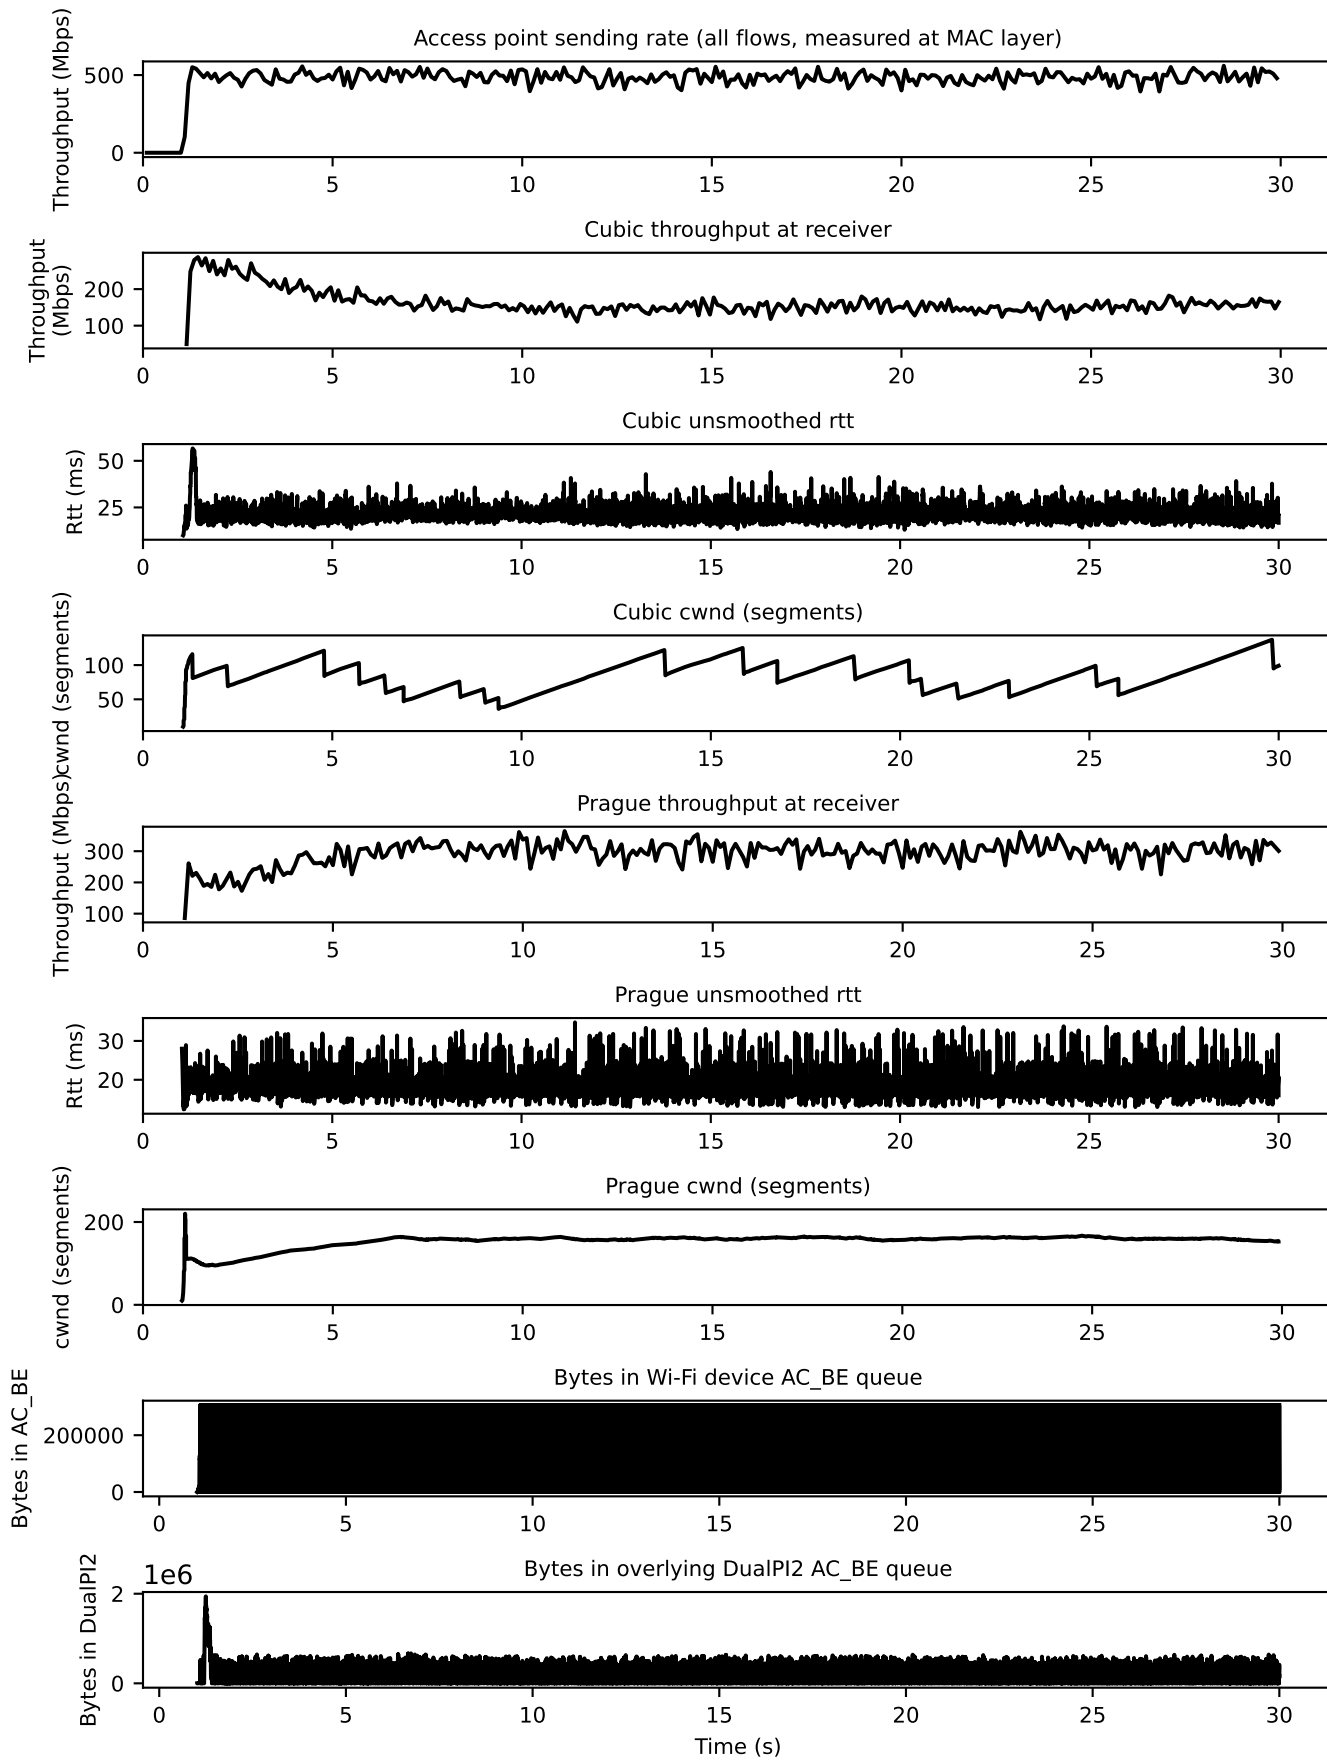 Access point sending rate (all flows, measured at MAC layer)
Throughput (Mbps)
500
0
0 5 10 15 20 25 30
Cubic throughput at receiver
Throughput
(Mbps)
200
100
0 5 10 15 20 25 30
Cubic unsmoothed rtt
Rtt (ms)
50
25
0 5 10 15 20 25 30
Cubic cwnd (segments)
cwnd (segments)
100
50
0 5 10 15 20 25 30
Prague throughput at receiver
Throughput (Mbps)
300
200
100
0 5 10 15 20 25 30
Prague unsmoothed rtt
Rtt (ms)
30
20
0 5 10 15 20 25 30
Prague cwnd (segments)
cwnd (segments)
200
0
0 5 10 15 20 25 30
Bytes in Wi-Fi device AC_BE queue
Bytes in AC_BE
200000
0
0 5 10 15 20 25 30
Bytes in overlying DualPI2 AC_BE queue
Bytes in DualPI2
1e6
2
0
0 5 10 15 20 25 30
Time (s)